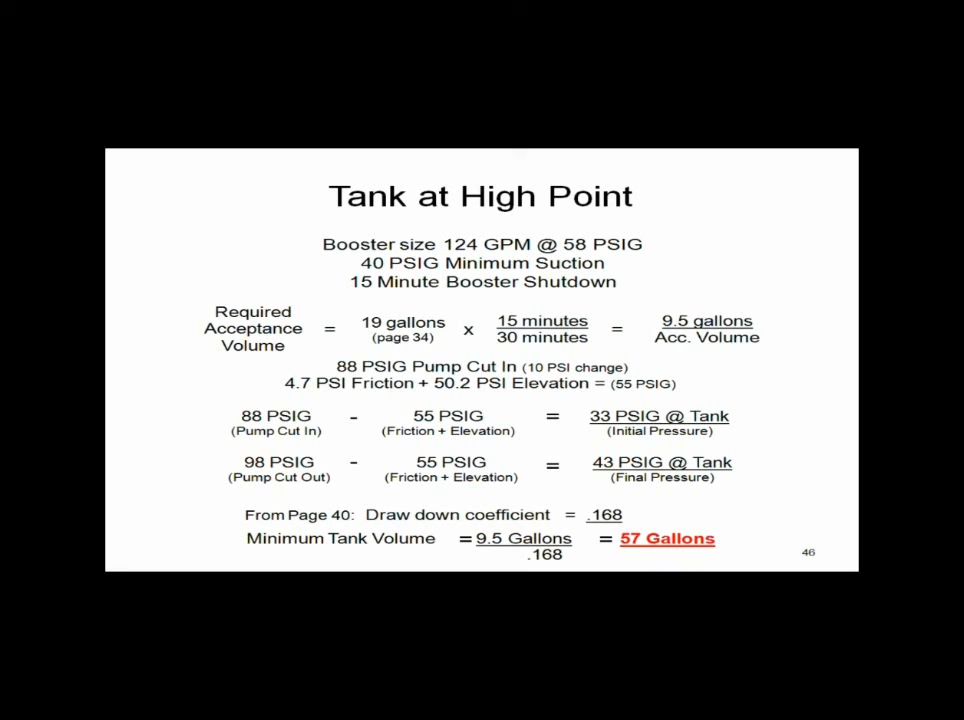 Tank at High Point
Booster size 124 GPM @ 58 PSIG
40 PSIG Minimum Suction
15 Minute Booster Shutdown
Required Acceptance Volume = 19 gallons (page 34) x 15 minutes / 30 minutes = 9.5 gallons Acc. Volume
88 PSIG Pump Cut In (10 PSI change)
4.7 PSI Friction + 50.2 PSI Elevation = (55 PSIG)
88 PSIG - 55 PSIG = 33 PSIG @ Tank
(Pump Cut In) (Friction + Elevation) (Initial Pressure)
98 PSIG - 55 PSIG = 43 PSIG @ Tank
(Pump Cut Out) (Friction + Elevation) (Final Pressure)
From Page 40: Draw down coefficient = .168
Minimum Tank Volume = 9.5 Gallons = 57 Gallons
.168
46